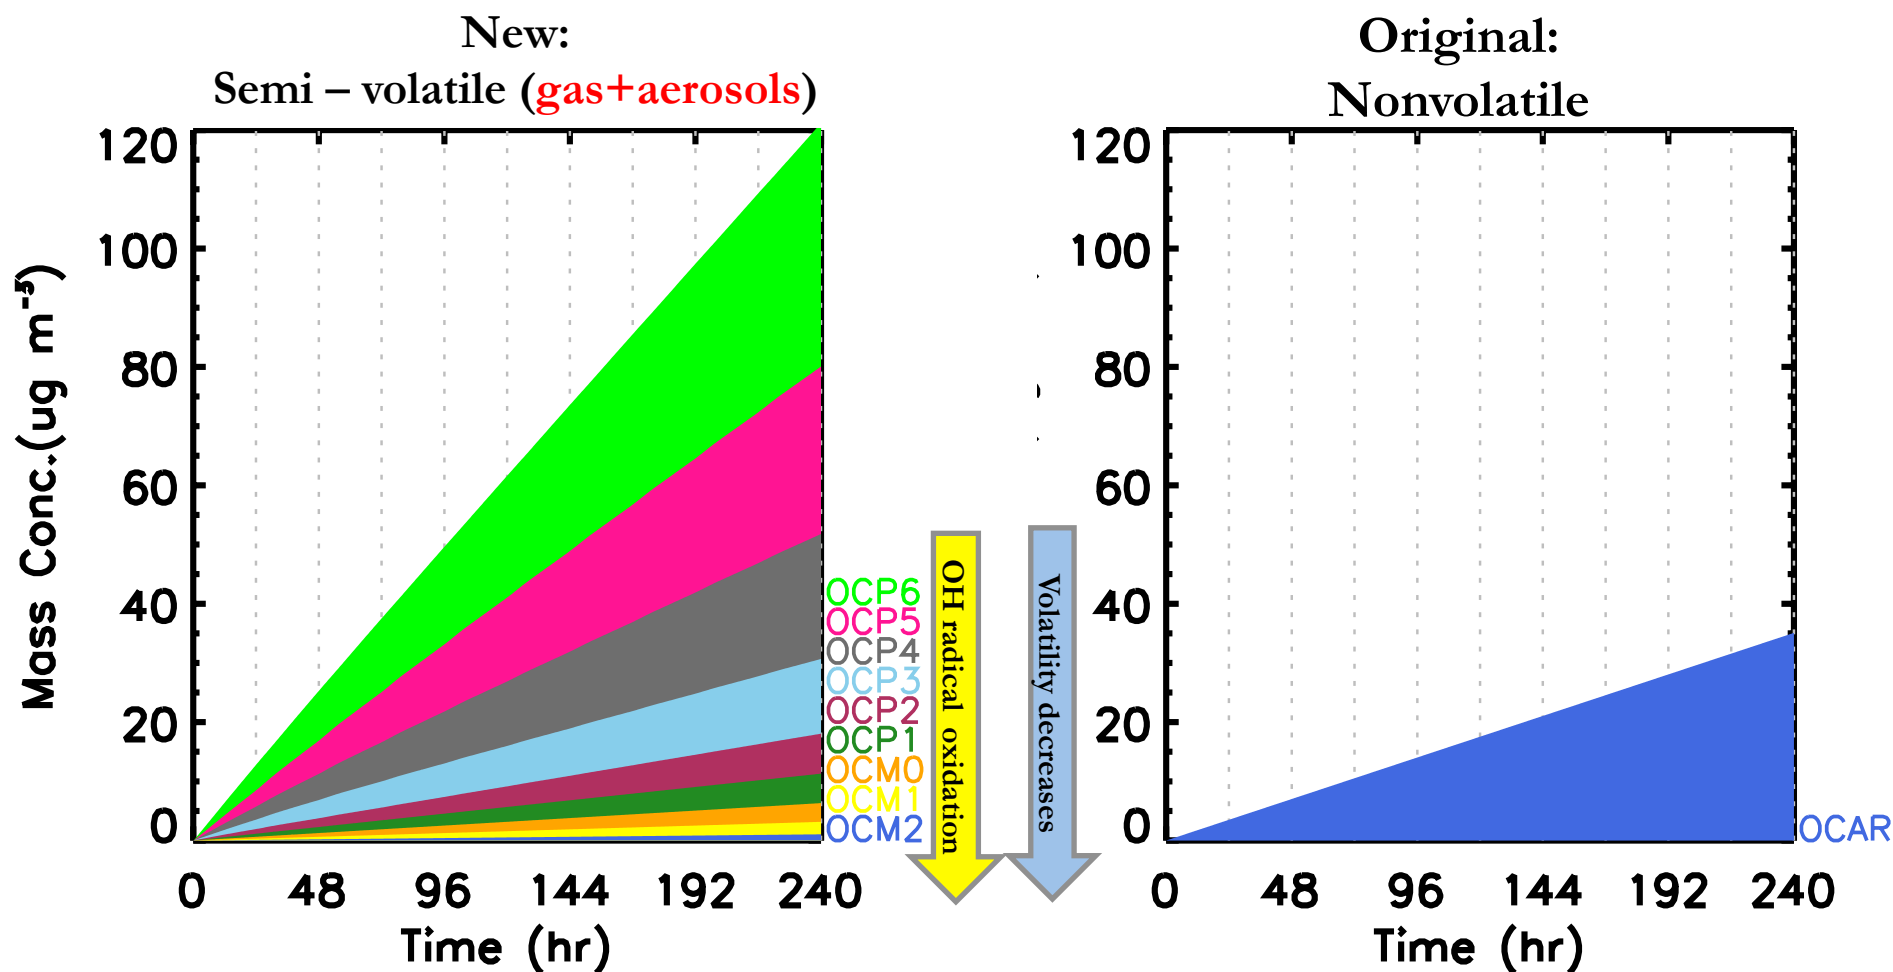 New:
Semi – volatile (gas+aerosols)
Original:
Nonvolatile
Mass Conc.(ug m⁻³)
120
100
80
60
40
20
0
0 48 96 144 192 240
Time (hr)
OCP6
OCP5
OCP4
OCP3
OCP2
OCP1
OCM0
OCM1
OCM2
OH radical oxidation
Volatility decreases
120
100
80
60
40
20
0
0 48 96 144 192 240
Time (hr)
OCAR